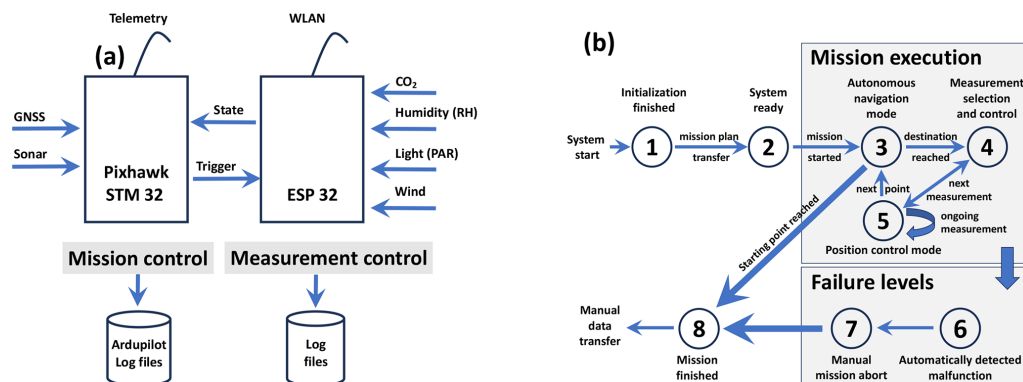 Telemetry
WLAN
(a)
CO₂
GNSS
State
Humidity (RH)
Sonar
Trigger
Light (PAR)
Pixhawk
STM 32
ESP 32
Wind
Mission control
Measurement control
Ardupilot
Log files
Log
files
(b)
Mission execution
Initialization
finished
System
ready
Autonomous
navigation
mode
Measurement
selection
and control
System
start
1
mission plan
transfer
2
mission
started
3
destination
reached
4
next point
next
measurement
5
ongoing
measurement
Position control mode
Starting point reached
Failure levels
Manual
data
transfer
8
7
6
Mission
finished
Manual
mission abort
Automatically detected
malfunction